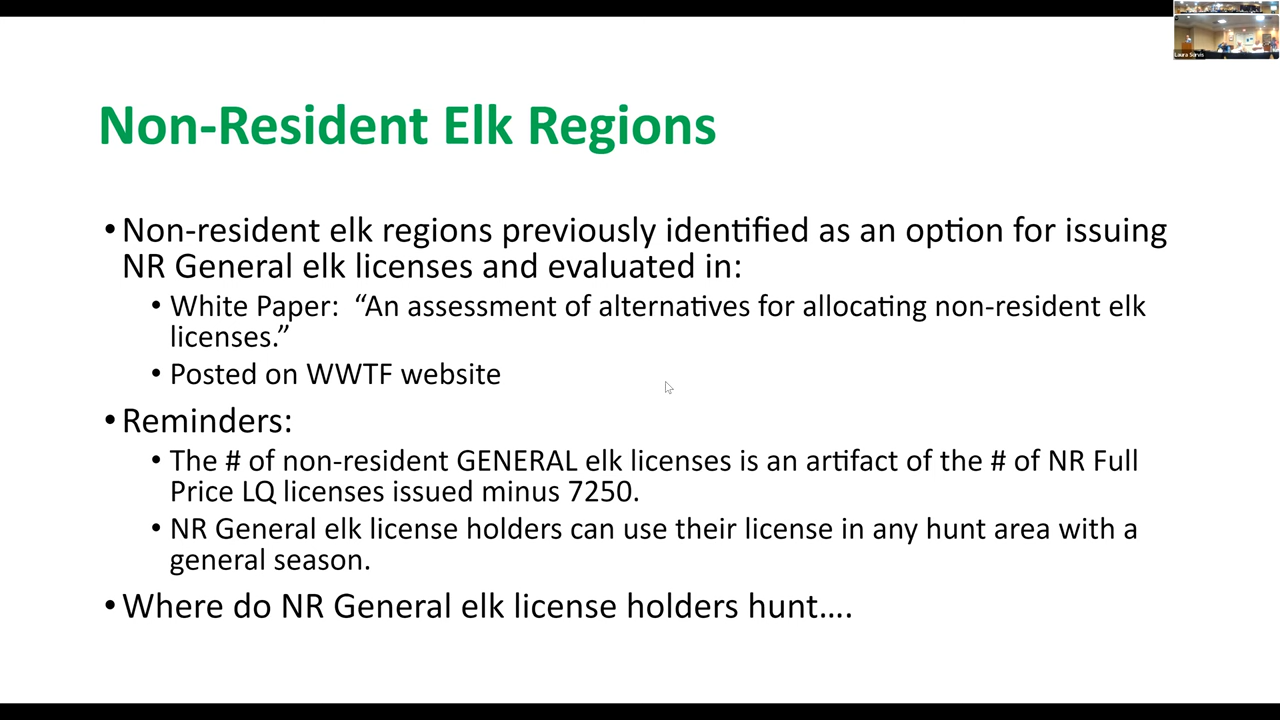 Laura Survis
Non-Resident Elk Regions
• Non-resident elk regions previously identified as an option for issuing
NR General elk licenses and evaluated in:
• White Paper:  “An assessment of alternatives for allocating non-resident elk
licenses.”
• Posted on WWTF website
• Reminders:
• The # of non-resident GENERAL elk licenses is an artifact of the # of NR Full
Price LQ licenses issued minus 7250.
• NR General elk license holders can use their license in any hunt area with a
general season.
• Where do NR General elk license holders hunt….